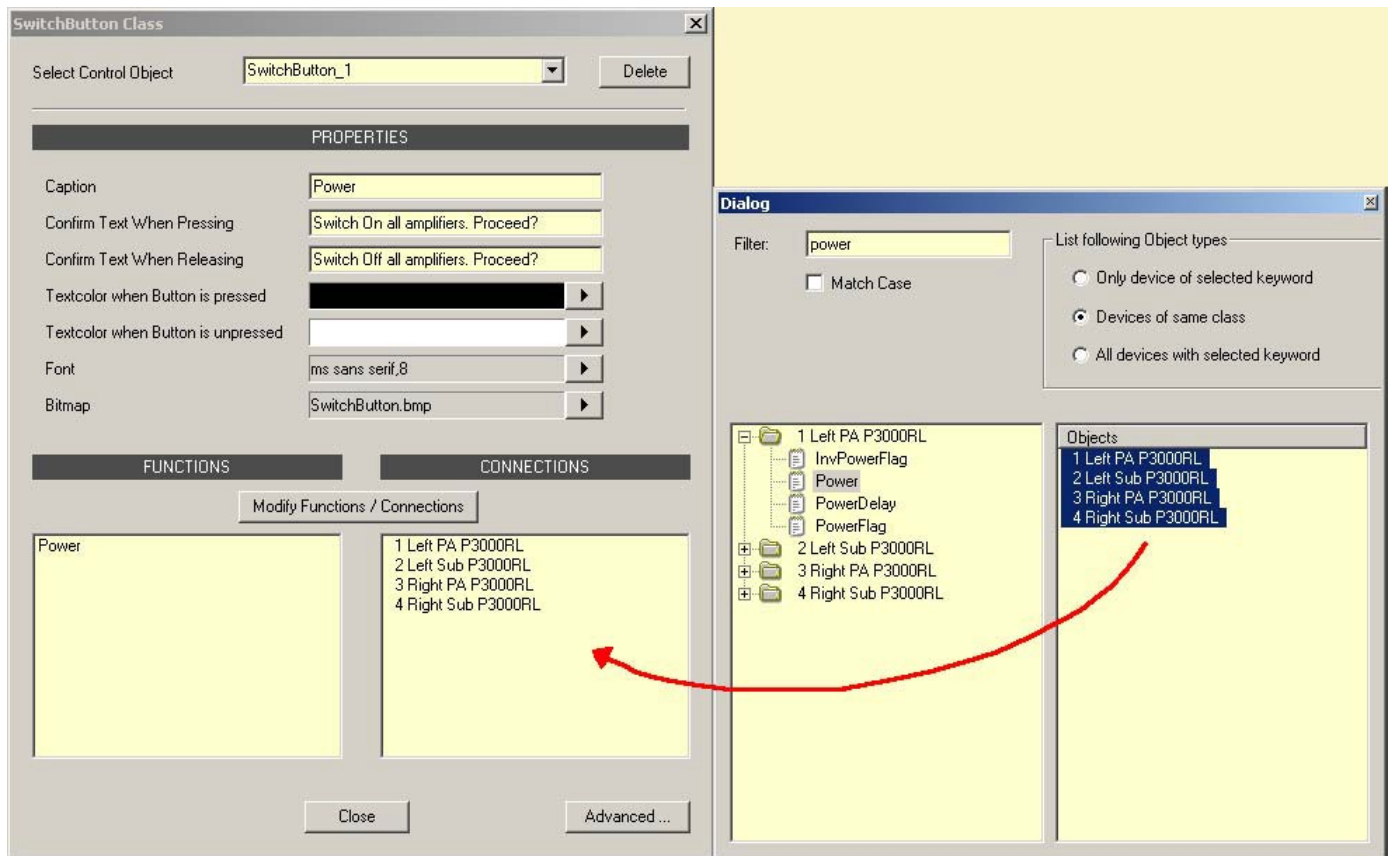 SwitchButton Class
Select Control Object SwitchButton_1 Delete
PROPERTIES
Caption Power
Confirm Text When Pressing Switch On all amplifiers. Proceed?
Confirm Text When Releasing Switch Off all amplifiers. Proceed?
Textcolor when Button is pressed
Textcolor when Button is unpressed
Font ms sans serif,8
Bitmap SwitchButton.bmp
FUNCTIONS CONNECTIONS
Modify Functions / Connections
Power
1 Left PA P3000RL
2 Left Sub P3000RL
3 Right PA P3000RL
4 Right Sub P3000RL
Close Advanced ...
Dialog
Filter: power
Match Case
List following Object types
Only device of selected keyword
Devices of same class
All devices with selected keyword
1 Left PA P3000RL
InvPowerFlag
Power
PowerDelay
PowerFlag
2 Left Sub P3000RL
3 Right PA P3000RL
4 Right Sub P3000RL
Objects
1 Left PA P3000RL
2 Left Sub P3000RL
3 Right PA P3000RL
4 Right Sub P3000RL